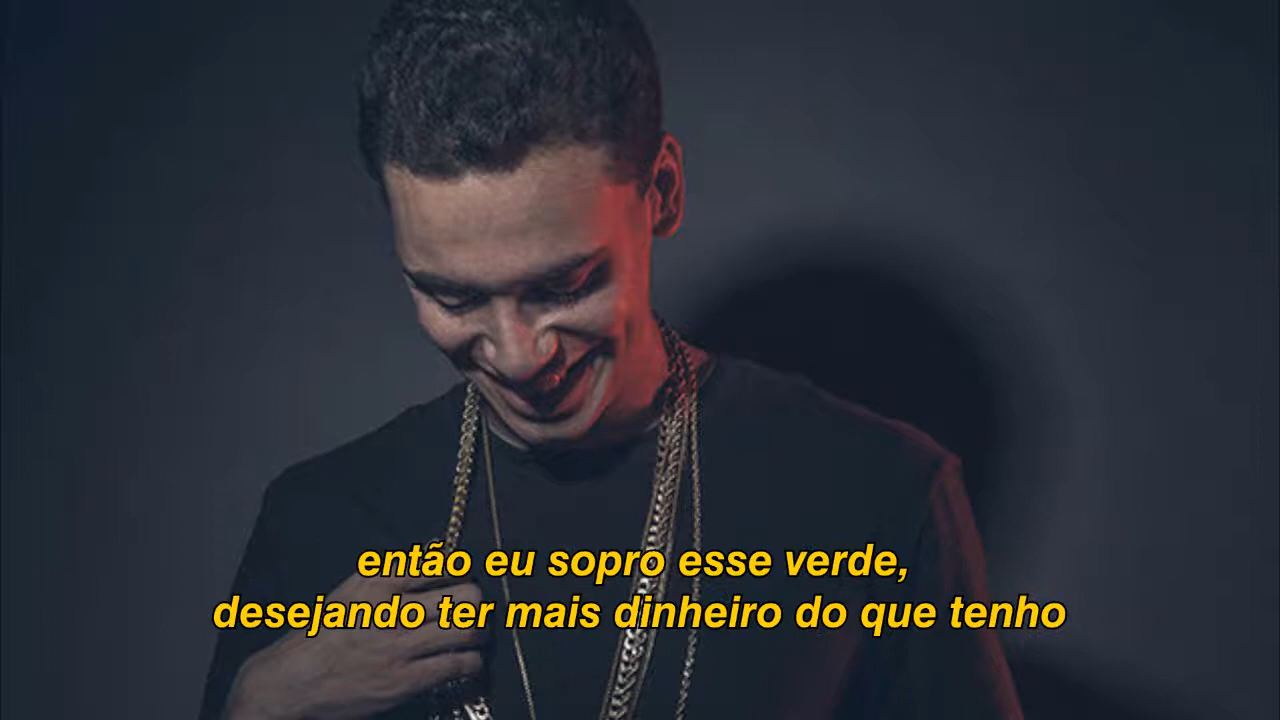 então eu sopro esse verde,
desejando ter mais dinheiro do que tenho